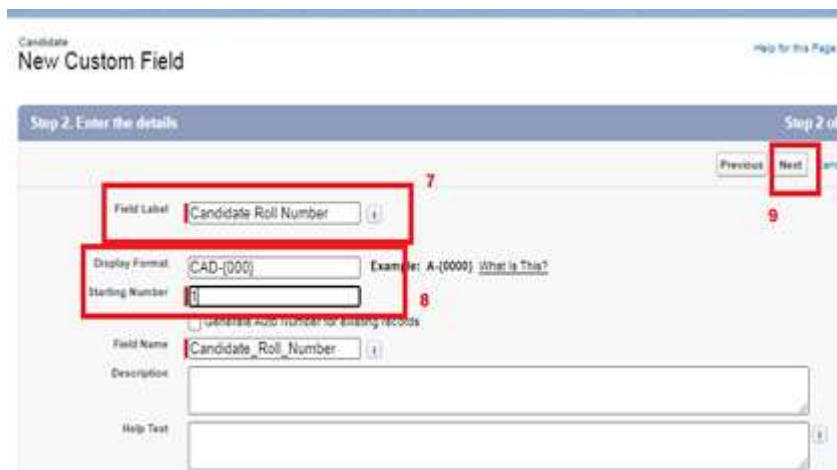 Candidate
New Custom Field
Help for this Page
Step 2. Enter the details
Step 2 of
Previous Next
7
9
Field Label Candidate Roll Number i
Display Format CAD-{000} Example: A-{0000} What Is This?
Starting Number 1
8
Generate Auto Number for existing records
Field Name Candidate_Roll_Number i
Description
Help Text i